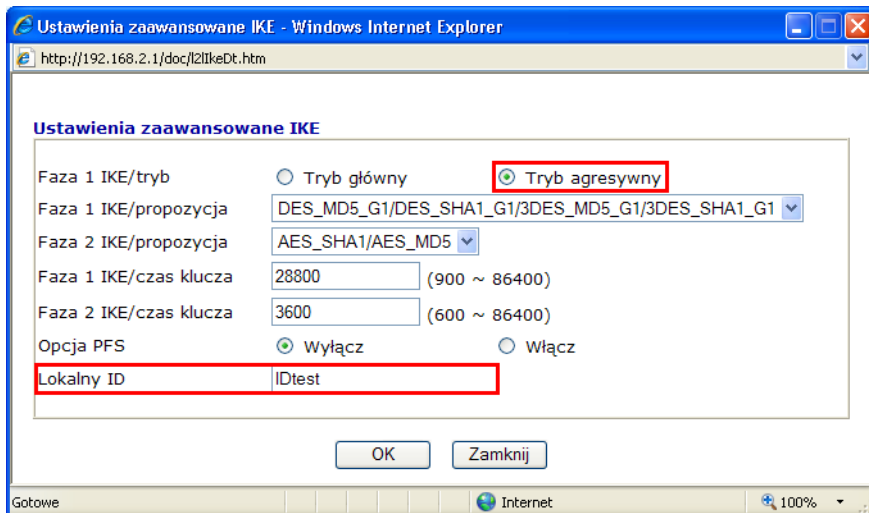 Ustawienia zaawansowane IKE - Windows Internet Explorer
http://192.168.2.1/doc/l2lIkeDt.htm
Ustawienia zaawansowane IKE
Faza 1 IKE/tryb Tryb główny Tryb agresywny
Faza 1 IKE/propozycja DES_MD5_G1/DES_SHA1_G1/3DES_MD5_G1/3DES_SHA1_G1
Faza 2 IKE/propozycja AES_SHA1/AES_MD5
Faza 1 IKE/czas klucza 28800 (900 ~ 86400)
Faza 2 IKE/czas klucza 3600 (600 ~ 86400)
Opcja PFS Wyłącz Włącz
Lokalny ID IDtest
OK Zamknij
Gotowe Internet 100%